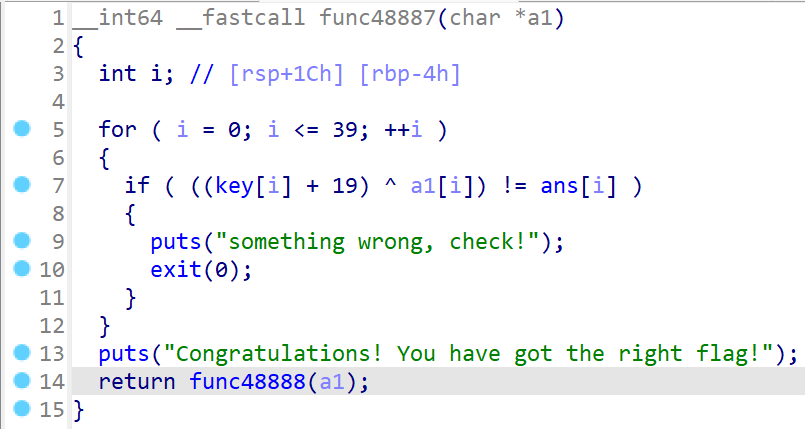 1 __int64 __fastcall func48887(char *a1)
2 {
3   int i; // [rsp+1Ch] [rbp-4h]
4
5   for ( i = 0; i <= 39; ++i )
6   {
7     if ( ((key[i] + 19) ^ a1[i]) != ans[i] )
8     {
9       puts("something wrong, check!");
10       exit(0);
11     }
12   }
13   puts("Congratulations! You have got the right flag!");
14   return func48888(a1);
15 }